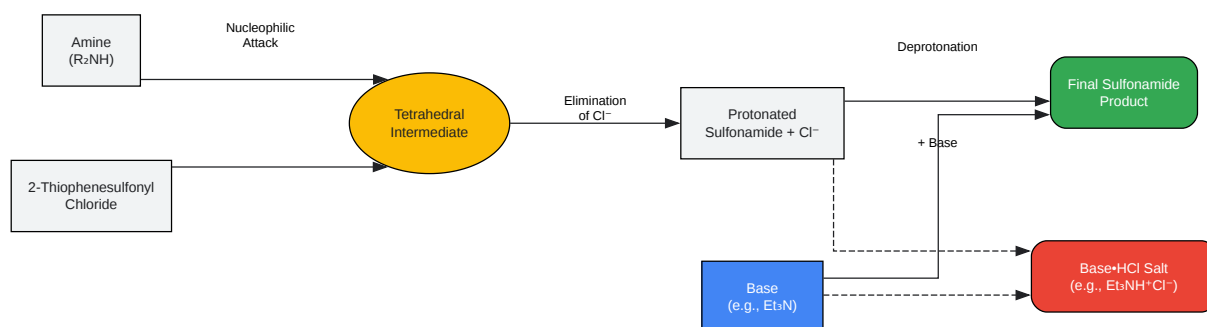 Amine
(R₂NH)
Nucleophilic
Attack
Deprotonation
Final Sulfonamide
Product
Tetrahedral
Intermediate
Elimination
of Cl⁻
Protonated
Sulfonamide + Cl⁻
+ Base
2-Thiophenesulfonyl
Chloride
Base
(e.g., Et₃N)
Base•HCl Salt
(e.g., Et₃NH⁺Cl⁻)